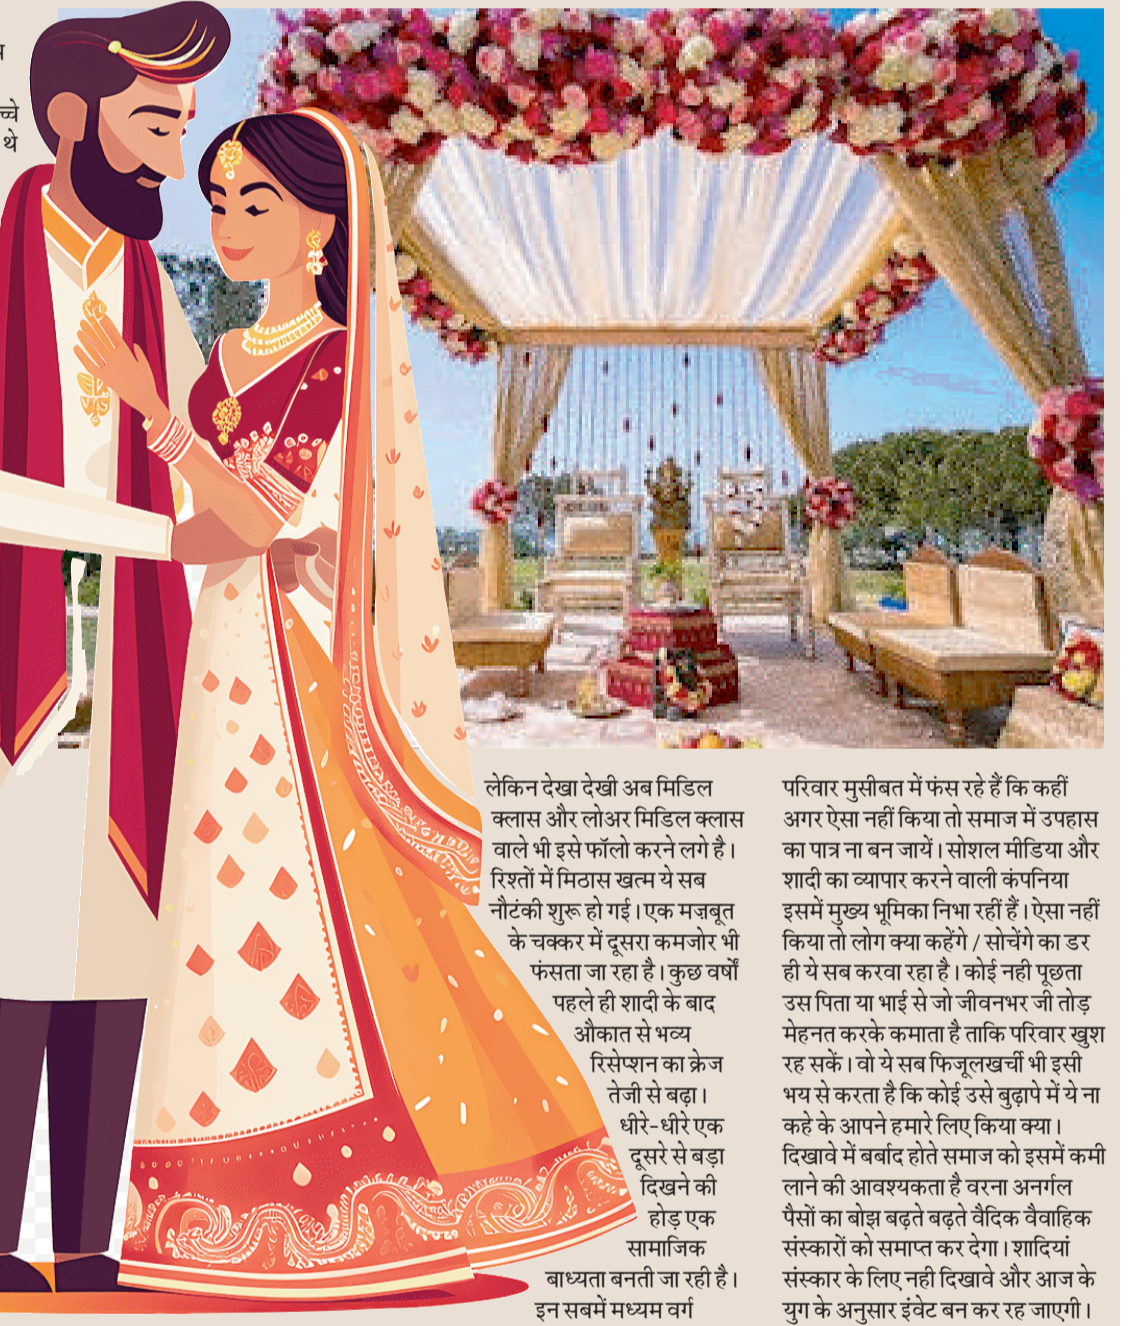 च्चे
थे
लेकिन देखा देखी अब मिडिल
क्लास और लोअर मिडिल क्लास
वाले भी इसे फॉलो करने लगे है।
रिश्तों में मिठास खत्म ये सब
नौटंकी शुरू हो गई। एक मजबूत
के चक्कर में दूसरा कमजोर भी
फंसता जा रहा है। कुछ वर्षों
पहले ही शादी के बाद
औकात से भव्य
रिसेप्शन का क्रेज
तेजी से बढ़ा।
धीरे-धीरे एक
दूसरे से बड़ा
दिखने की
होड़ एक
सामाजिक
बाध्यता बनती जा रही है।
इन सबमें मध्यम वर्ग
परिवार मुसीबत में फंस रहे हैं कि कहीं
अगर ऐसा नहीं किया तो समाज में उपहास
का पात्र ना बन जायें। सोशल मीडिया और
शादी का व्यापार करने वाली कंपनिया
इसमें मुख्य भूमिका निभा रहीं हैं। ऐसा नहीं
किया तो लोग क्या कहेंगे / सोचेंगे का डर
ही ये सब करवा रहा है। कोई नही पूछता
उस पिता या भाई से जो जीवनभर जी तोड़
मेहनत करके कमाता है ताकि परिवार खुश
रह सकें। वो ये सब फिजूलखर्ची भी इसी
भय से करता है कि कोई उसे बुढ़ापे में ये ना
कहे के आपने हमारे लिए किया क्या।
दिखावे में बर्बाद होते समाज को इसमें कमी
लाने की आवश्यकता है वरना अनर्गल
पैसों का बोझ बढ़ते बढ़ते वैदिक वैवाहिक
संस्कारों को समाप्त कर देगा। शादियां
संस्कार के लिए नही दिखावे और आज के
युग के अनुसार इंवेट बन कर रह जाएगी।